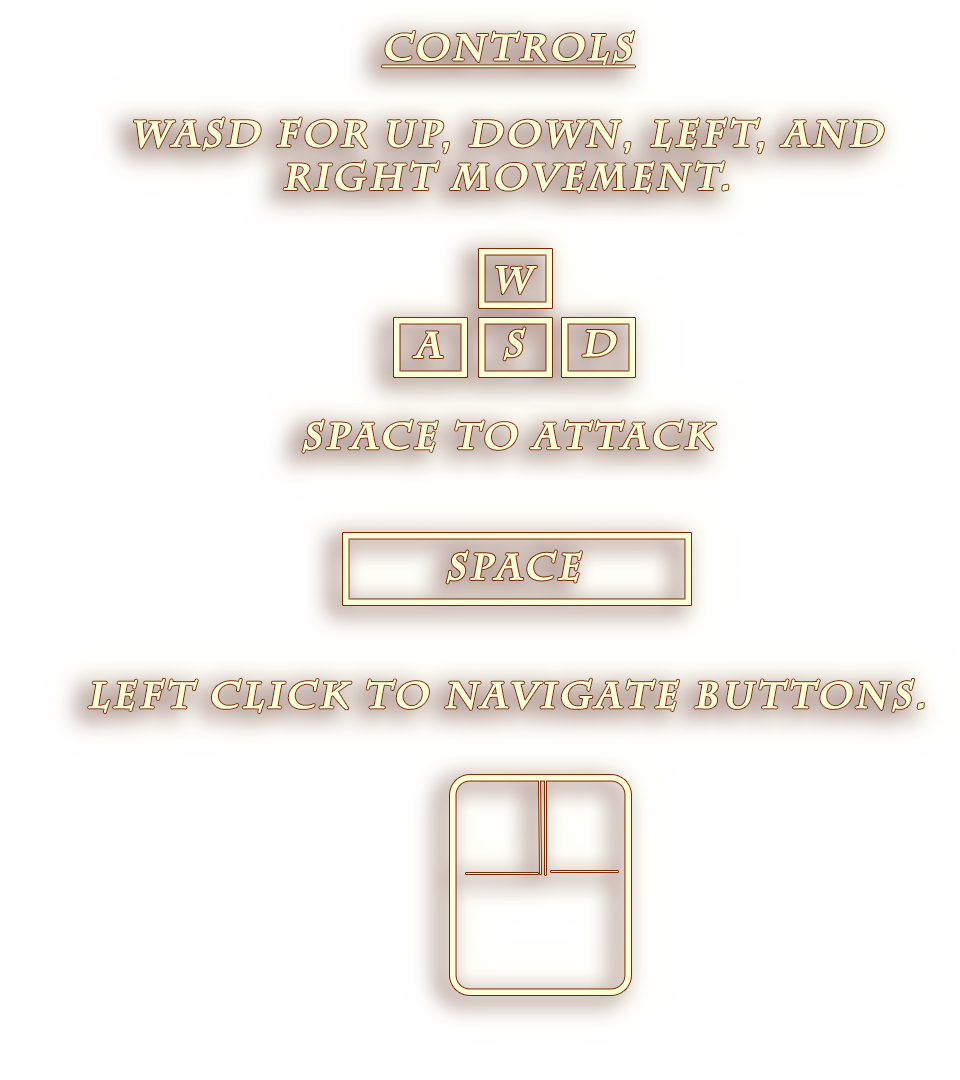 CONTROLS
WASD FOR UP, DOWN, LEFT, AND
RIGHT MOVEMENT.
W
A S D
SPACE TO ATTACK
SPACE
LEFT CLICK TO NAVIGATE BUTTONS.